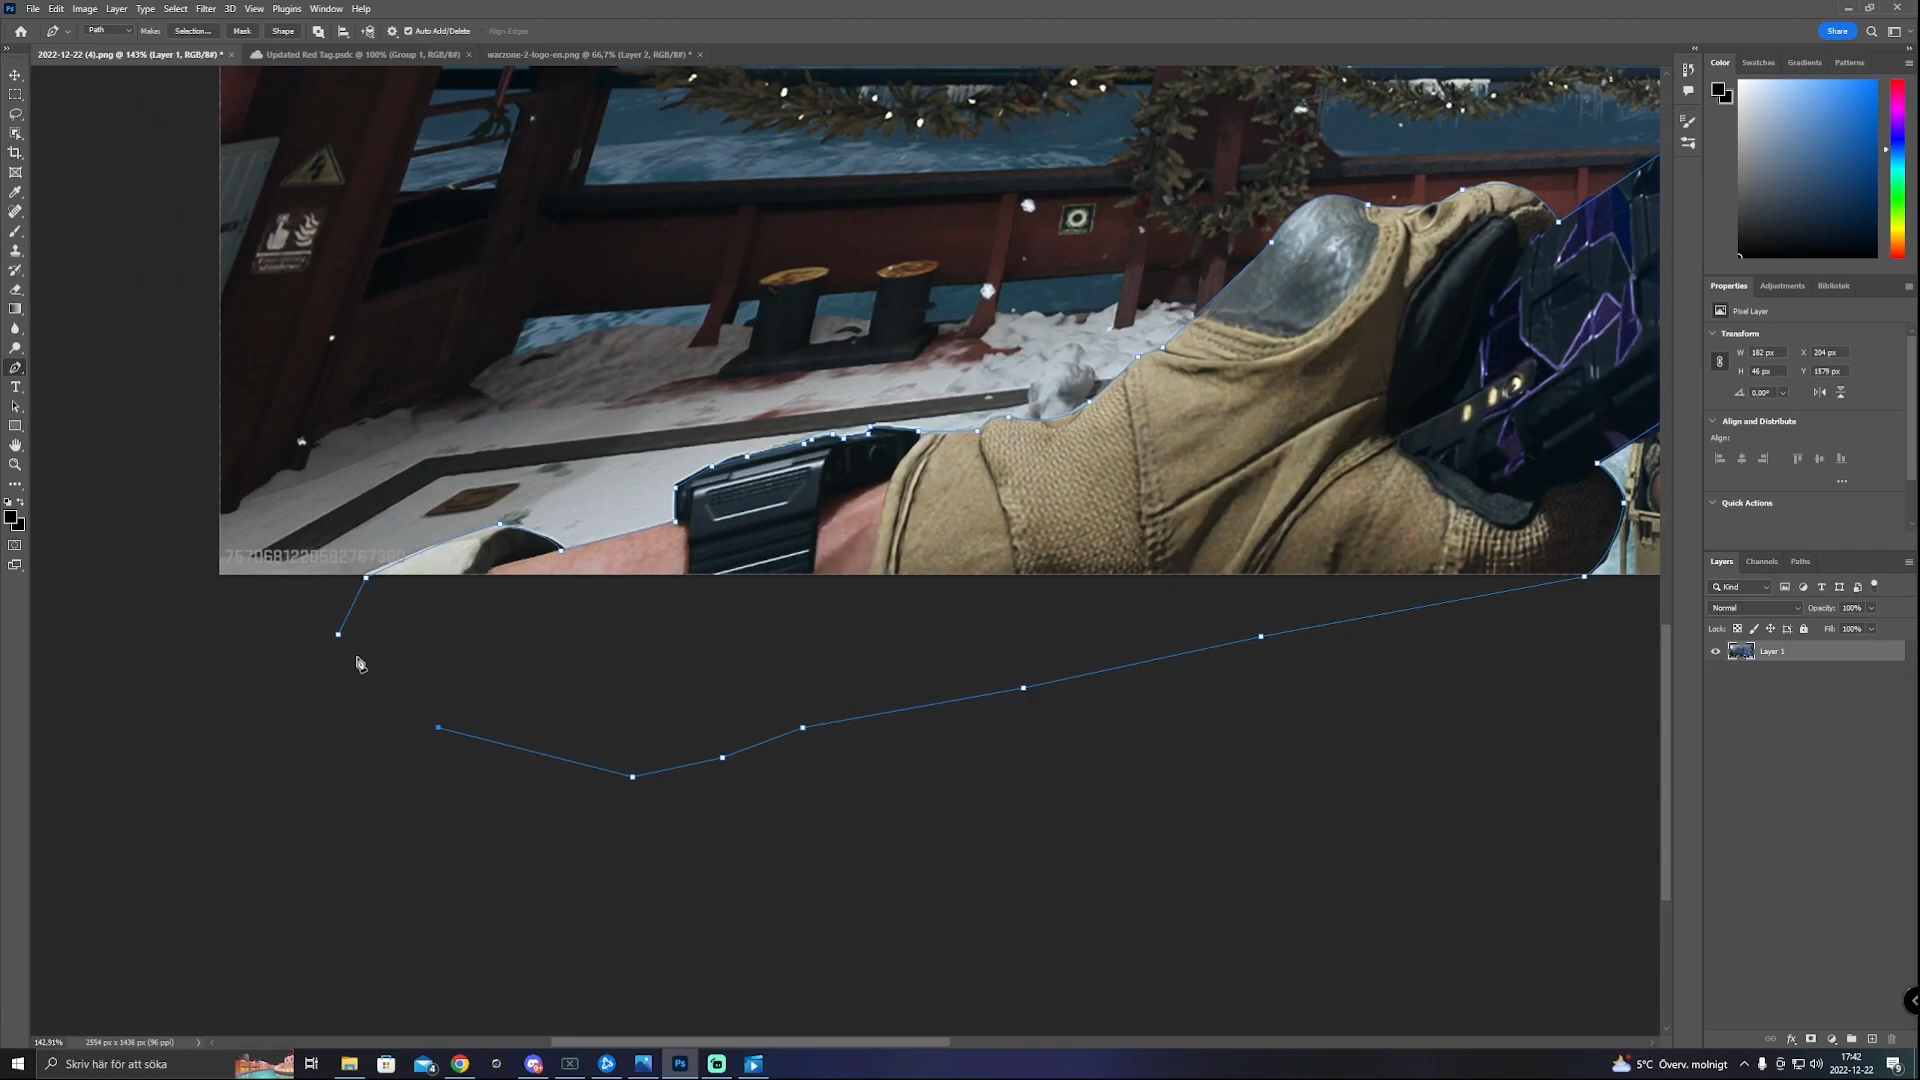 File Edit Image Layer Type Select Filter 3D View Plugins Window Help
Path Make: Selection... Mask Shape Auto Add/Delete Align Edges Share
2022-12-22 (4).png @ 143% (Layer 1, RGB/8#) * Updated Red Tag.psdc @ 100% (Group 1, RGB/8#) warzone-2-logo-en.png @ 66,7% (Layer 2, RGB/8#) *
Color Swatches Gradients Patterns
Properties Adjustments Bibliotek
Pixel Layer
Transform
W 182 px X 204 px
H 46 px Y 1579 px
0,00°
Align and Distribute
Align:
Quick Actions
Layers Channels Paths
Kind
Normal Opacity: 100%
Lock: Fill: 100%
Layer 1
142,91% 2554 px x 1436 px (96 ppi)
Skriv här för att söka
5°C Överv. molnigt
17:42
2022-12-22